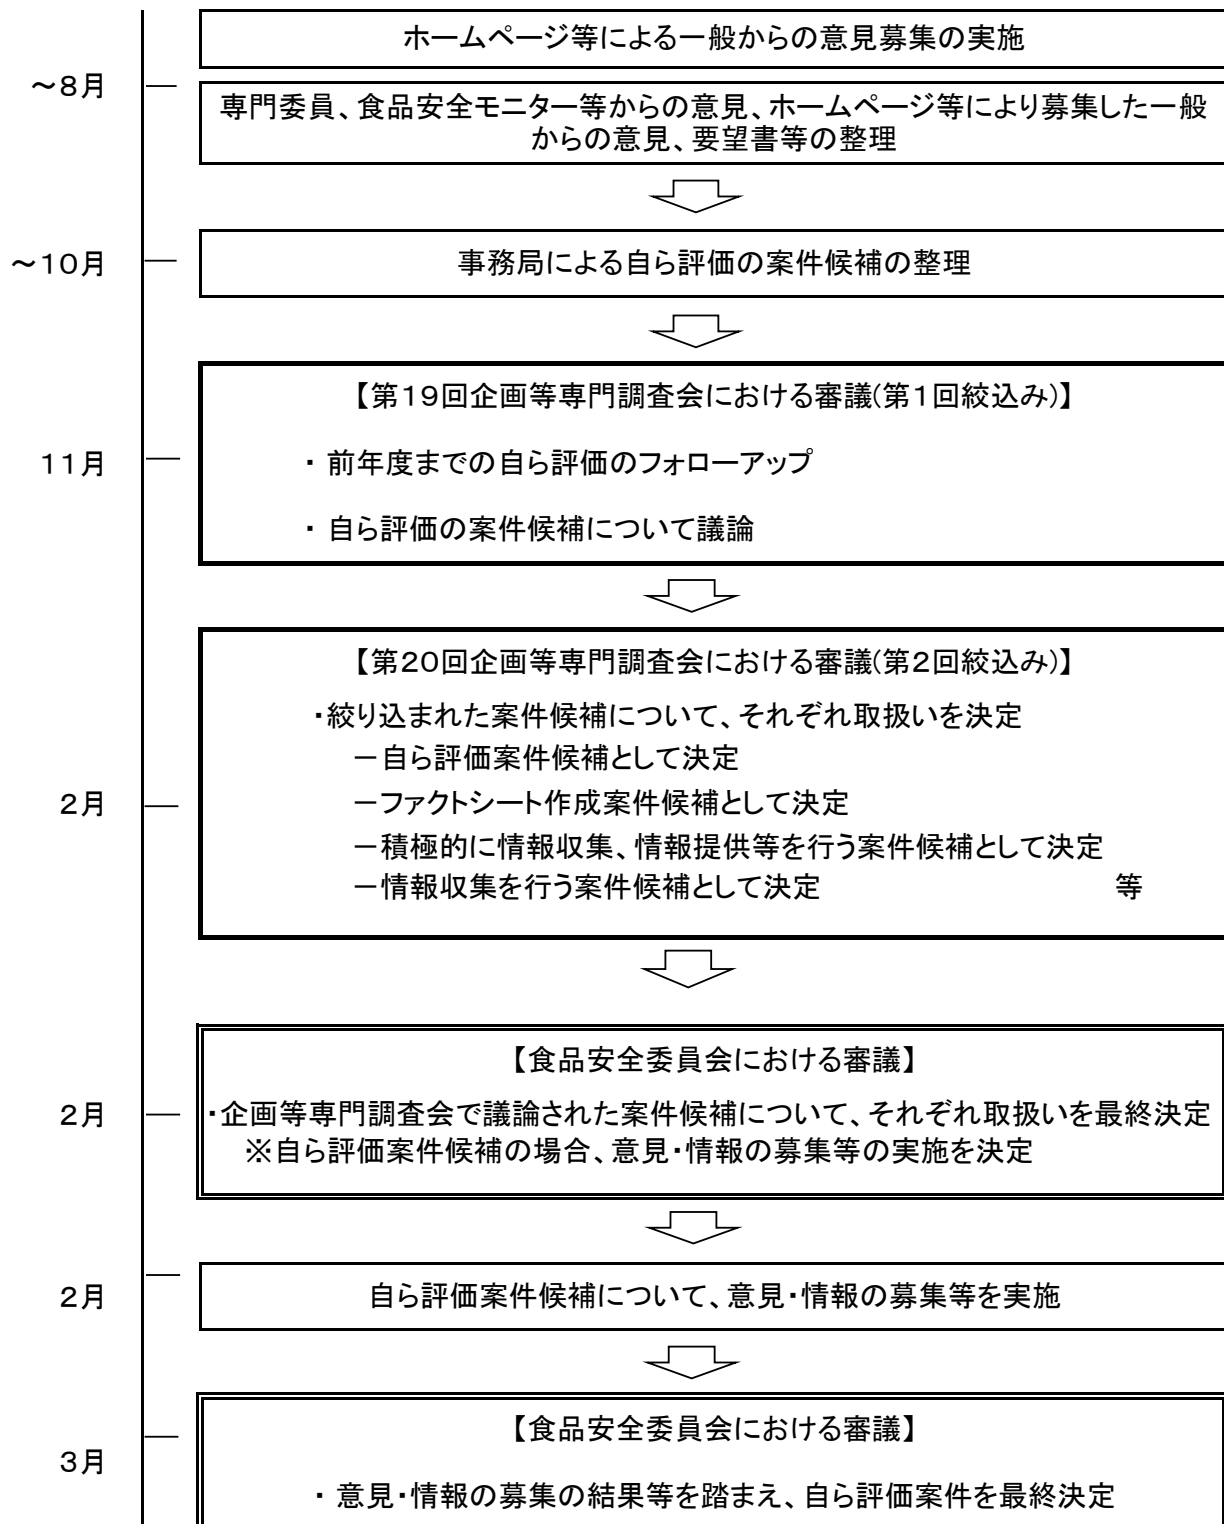 ホームページ等による一般からの意見募集の実施
～8月
専門委員、食品安全モニター等からの意見、ホームページ等により募集した一般
からの意見、要望書等の整理
～10月
事務局による自ら評価の案件候補の整理
【第19回企画等専門調査会における審議(第1回絞込み)】
11月
・ 前年度までの自ら評価のフォローアップ
・ 自ら評価の案件候補について議論
【第20回企画等専門調査会における審議(第2回絞込み)】
・絞り込まれた案件候補について、それぞれ取扱いを決定
－自ら評価案件候補として決定
2月
－ファクトシート作成案件候補として決定
－積極的に情報収集、情報提供等を行う案件候補として決定
－情報収集を行う案件候補として決定 等
【食品安全委員会における審議】
2月
・企画等専門調査会で議論された案件候補について、それぞれ取扱いを最終決定
※自ら評価案件候補の場合、意見・情報の募集等の実施を決定
2月
自ら評価案件候補について、意見・情報の募集等を実施
【食品安全委員会における審議】
3月
・ 意見・情報の募集の結果等を踏まえ、自ら評価案件を最終決定